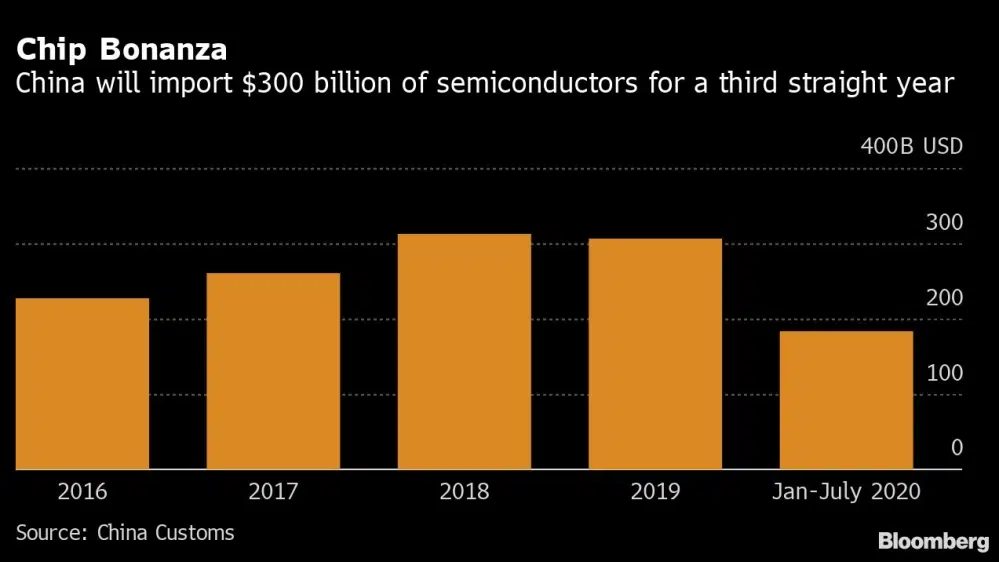 Chip Bonanza
China will import $300 billion of semiconductors for a third straight year
400B USD
300
200
100
0
2016 2017 2018 2019 Jan-July 2020
Source: China Customs
Bloomberg